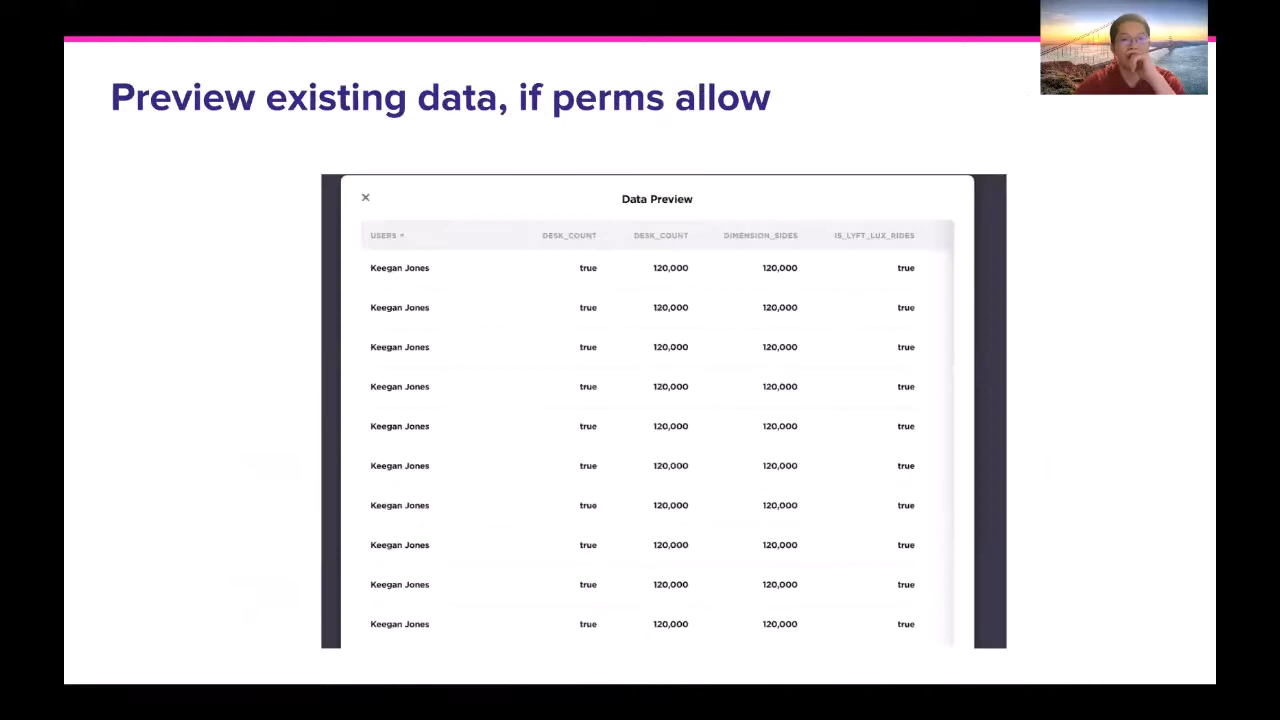 Preview existing data, if perms allow
× Data Preview
USERS DESK_COUNT DESK_COUNT DIMENSION_SIDES IS_LYFT_LUX_RIDES
Keegan Jones true 120,000 120,000 true
Keegan Jones true 120,000 120,000 true
Keegan Jones true 120,000 120,000 true
Keegan Jones true 120,000 120,000 true
Keegan Jones true 120,000 120,000 true
Keegan Jones true 120,000 120,000 true
Keegan Jones true 120,000 120,000 true
Keegan Jones true 120,000 120,000 true
Keegan Jones true 120,000 120,000 true
Keegan Jones true 120,000 120,000 true